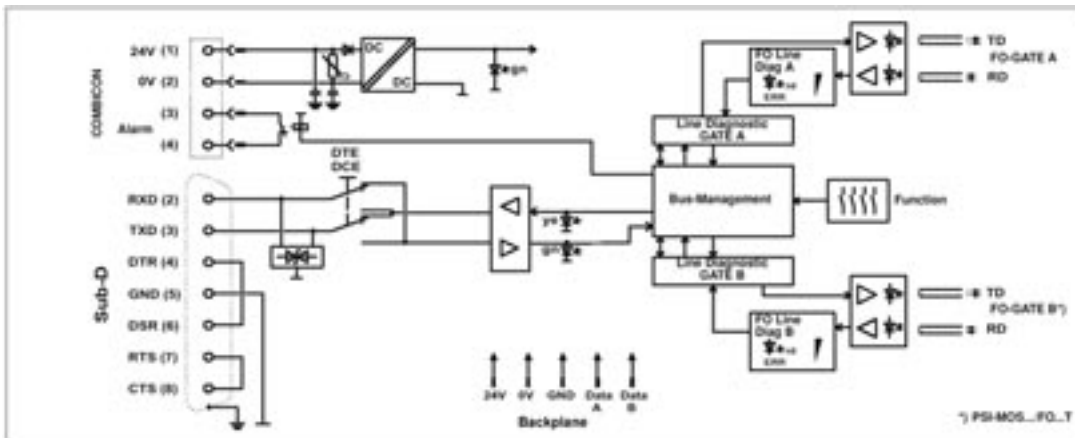 COMBICON
24V (1)
0V (2)
(3)
Alarm
(4)
DC
DC
gn
Sub-D
RXD (2)
TXD (3)
DTR (4)
GND (5)
DSR (6)
RTS (7)
CTS (8)
DTE
DCE
ye
gn
24V
0V
GND
Data
A
Data
B
Backplane
FO Line
Diag A
ERR
Line Diagnostic
GATE A
Bus-Management
Line Diagnostic
GATE B
FO Line
Diag B
ERR
Function
TD
FO-GATE A
RD
TD
FO-GATE B*)
RD
*) PSI-MOS.../FO...T